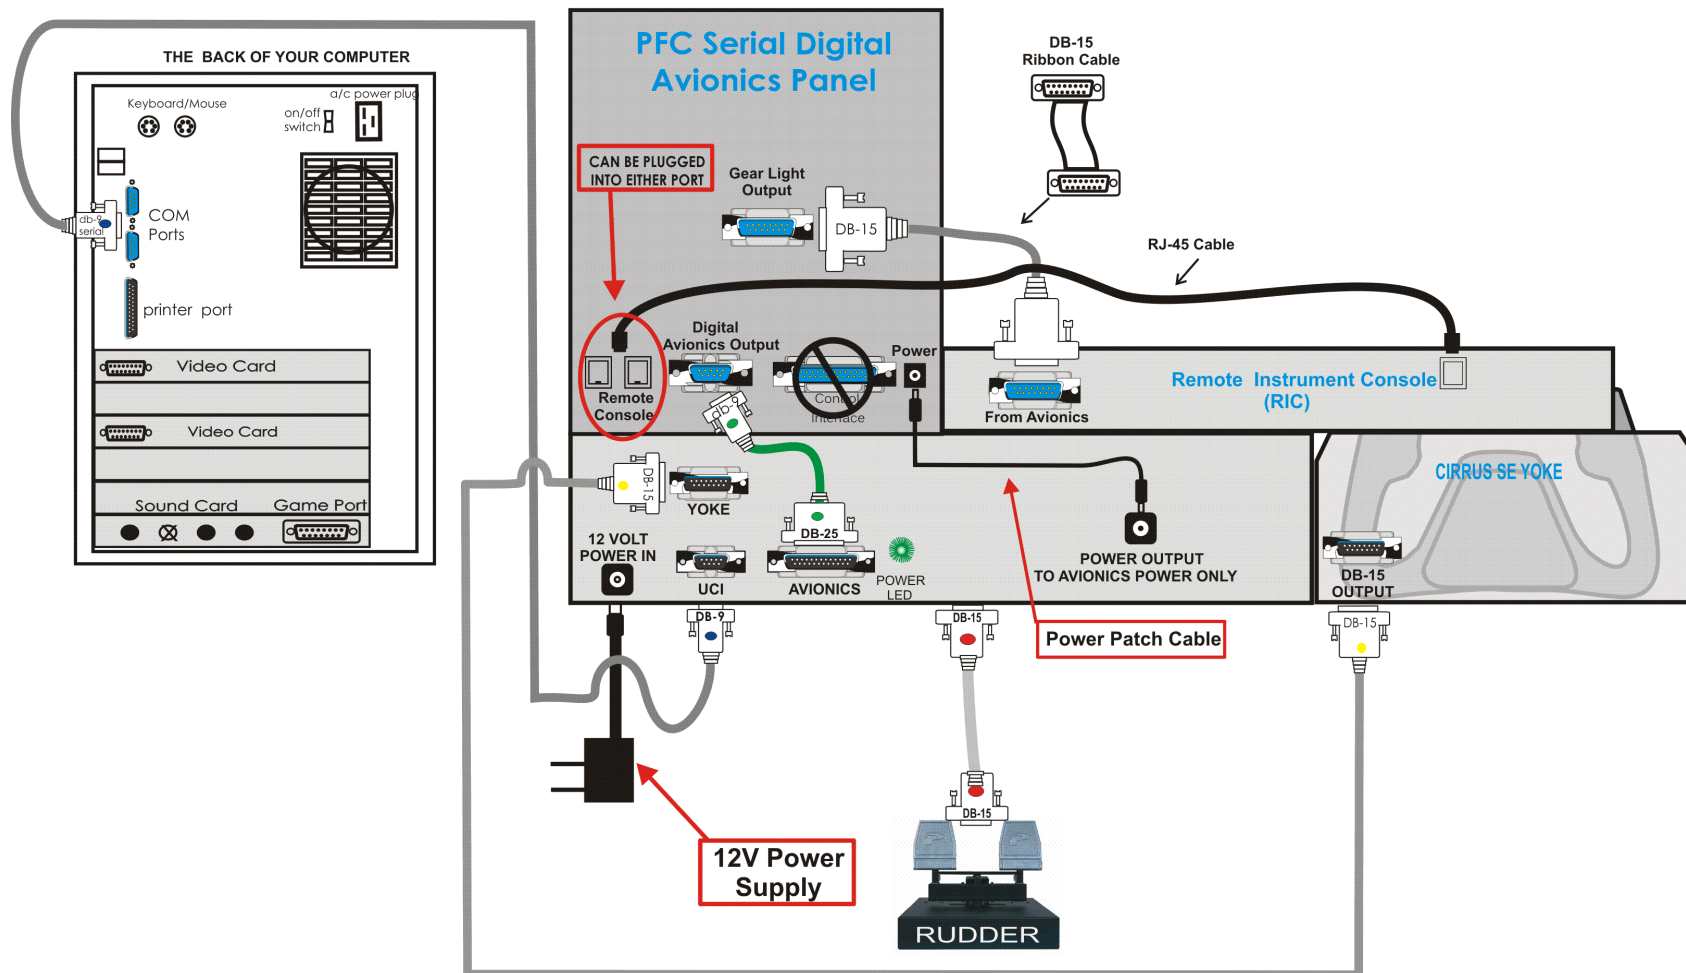 THE BACK OF YOUR COMPUTER
Keyboard/Mouse
a/c power plug
on/off
switch
db-9
serial
COM
Ports
printer port
Video Card
Video Card
Sound Card
Game Port
PFC Serial Digital
Avionics Panel
CAN BE PLUGGED
INTO EITHER PORT
Gear Light
Output
DB-15
DB-15
Ribbon Cable
RJ-45 Cable
Digital
Avionics Output
Power
Remote
Console
Control
Interface
From Avionics
Remote Instrument Console
(RIC)
DB-15
YOKE
DB-25
12 VOLT
POWER IN
UCI
AVIONICS
POWER
LED
POWER OUTPUT
TO AVIONICS POWER ONLY
CIRRUS SE YOKE
DB-15
OUTPUT
DB-9
DB-15
DB-15
Power Patch Cable
12V Power
Supply
DB-15
RUDDER